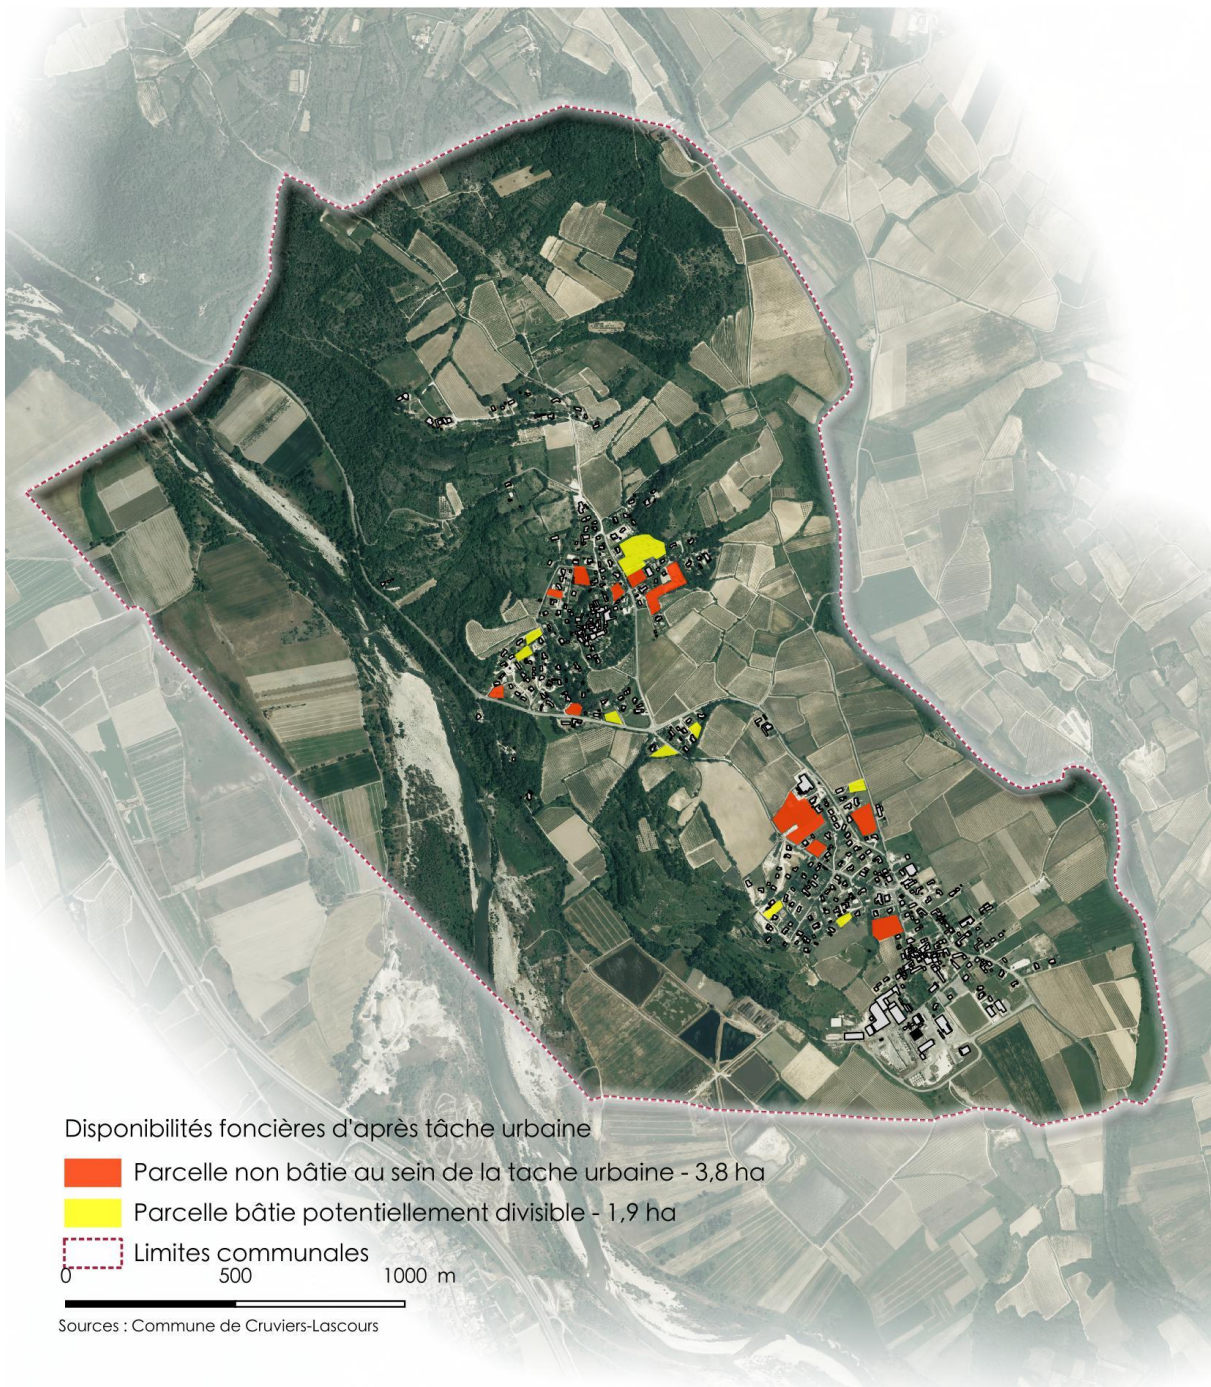 Disponibilités foncières d'après tâche urbaine
Parcelle non bâtie au sein de la tache urbaine - 3,8 ha
Parcelle bâtie potentiellement divisible - 1,9 ha
Limites communales
0 500 1000 m
Sources : Commune de Cruviers-Lascours